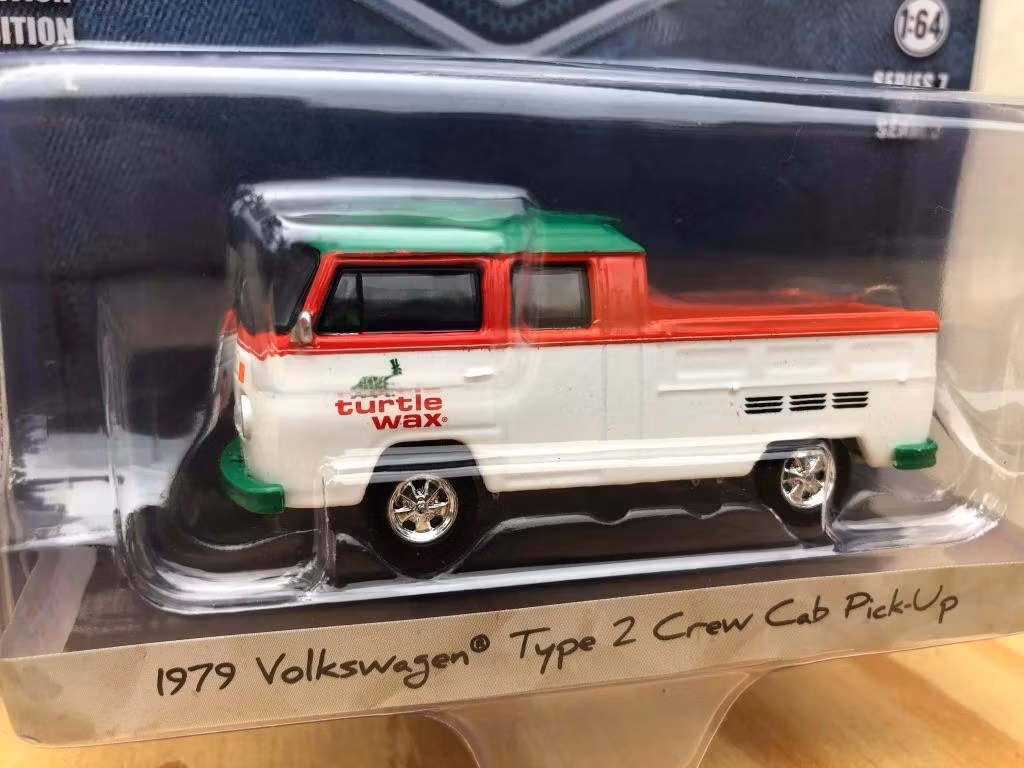 ITION
1:64
SERIES 7
turtle
wax®
1979 Volkswagen® Type 2 Crew Cab Pick-Up